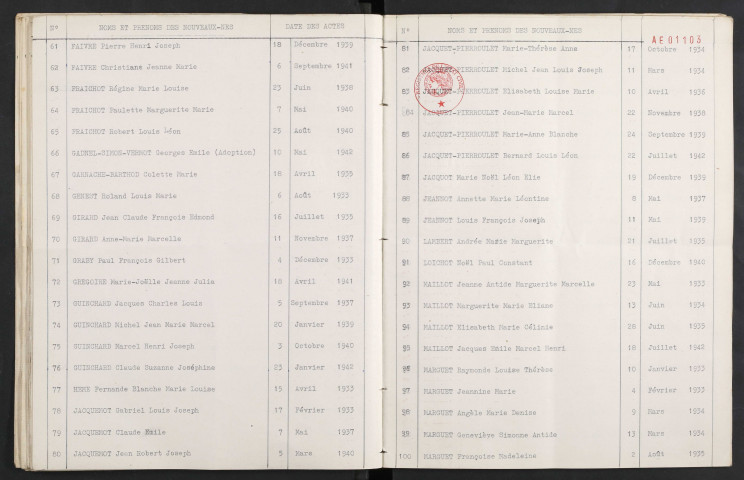 N° NOMS ET PRENOMS DES NOUVEAUX-NES DATE DES ACTES
61 FAIVRE Pierre Henri Joseph 18 Décembre 1939
62 FAIVRE Christiane Jeanne Marie 6 Septembre 1941
63 FRAICHOT Régine Marie Louise 23 Juin 1938
64 FRAICHOT Paulette Marguerite Marie 7 Mai 1940
65 FRAICHOT Robert Louis Léon 25 Août 1940
66 Georges Emile (Adoption) 10 Mai 1942
67 GARRACHE-BARTHOD Colette Marie 18 Avril 1939
68 GENEOT Roland Louis Marie 6 Août 1933
69 GIRARD Jean Claude François Edmond 16 Juillet 1935
70 GIRARD Anne-Marie Marcelle 11 Novembre 1937
71 Paul François Gilbert 4 Décembre 1933
72 GREGOIRE Marie-Joëlle Jeanne Julia 18 Avril 1941
73 GUINCHARD Jacques Charles Louis 5 Septembre 1937
74 GUINCHARD Michel Jean Marie Marcel 20 Janvier 1939
75 GUINCHARD Marcel Henri Joseph 3 Octobre 1940
76 GUINCHARD Claude Suzanne Joséphine 23 Janvier 1942
77 HENE Fernande Blanche Marie Louise 15 Avril 1933
78 JACQUENOT Gabriel Louis Joseph 17 Février 1933
79 JACQUENOT Claude Emile 7 Mai 1937
80 JACQUENOT Jean Robert Joseph 5 Mars 1940
N° NOMS ET PRENOMS DES NOUVEAUX-NES
AE 01103
81 JACQUET-PIERROULET Marie-Thérèse Anna 17 Octobre 1934
82 JACQUET-PIERROULET Michel Jean Louis Joseph 11 Mars 1934
83 JACQUET-PIERROULET Elisabeth Louise Marie 10 Avril 1936
84 JACQUET-PIERROULET Jean-Marie Marcel 22 Novembre 1938
85 JACQUET-PIERROULET Marie-Anne Blanche 24 Septembre 1939
86 JACQUET-PIERROULET Bernard Louis Léon 22 Juillet 1942
87 JACQUOT Marie Noël Léon Elie 19 Décembre 1939
88 JEANNOT Annette Marie Léontine 8 Mai 1937
89 JEANNOT Louis François Joseph 11 Mai 1939
90 LAMBERT Andrée Marie Marguerite 21 Juillet 1935
91 LOICHOT Noël Paul Constant 16 Décembre 1940
92 MAILLOT Jeanne Antide Marguerite Marcelle 23 Mai 1933
93 MAILLOT Marguerite Marie Eliane 13 Juin 1934
94 MAILLOT Elisabeth Marie Célinie 28 Juin 1939
95 MAILLOT Jacques Emile Marcel Henri 18 Juillet 1942
96 MARGUET Raymonde Louise Thérèse 10 Janvier 1933
97 MARGUET Jeannine Marie 4 Février 1933
98 MARGUET Angèle Marie Denise 9 Mars 1934
99 MARGUET Geneviève Simonne Antide 13 Mars 1934
100 MARGUET Françoise Madeleine 2 Août 1935